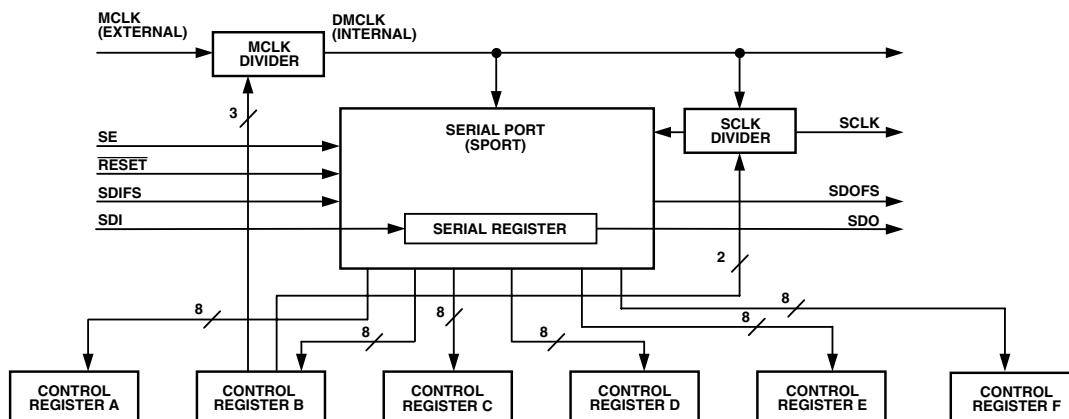 MCLK
(EXTERNAL)
DMCLK
(INTERNAL)
MCLK
DIVIDER
3
SE
RESET
SDIFS
SDI
SERIAL PORT
(SPORT)
SERIAL REGISTER
SCLK
DIVIDER
SCLK
SDOFS
SDO
2
8
8
8
8
8
8
CONTROL
REGISTER A
CONTROL
REGISTER B
CONTROL
REGISTER C
CONTROL
REGISTER D
CONTROL
REGISTER E
CONTROL
REGISTER F